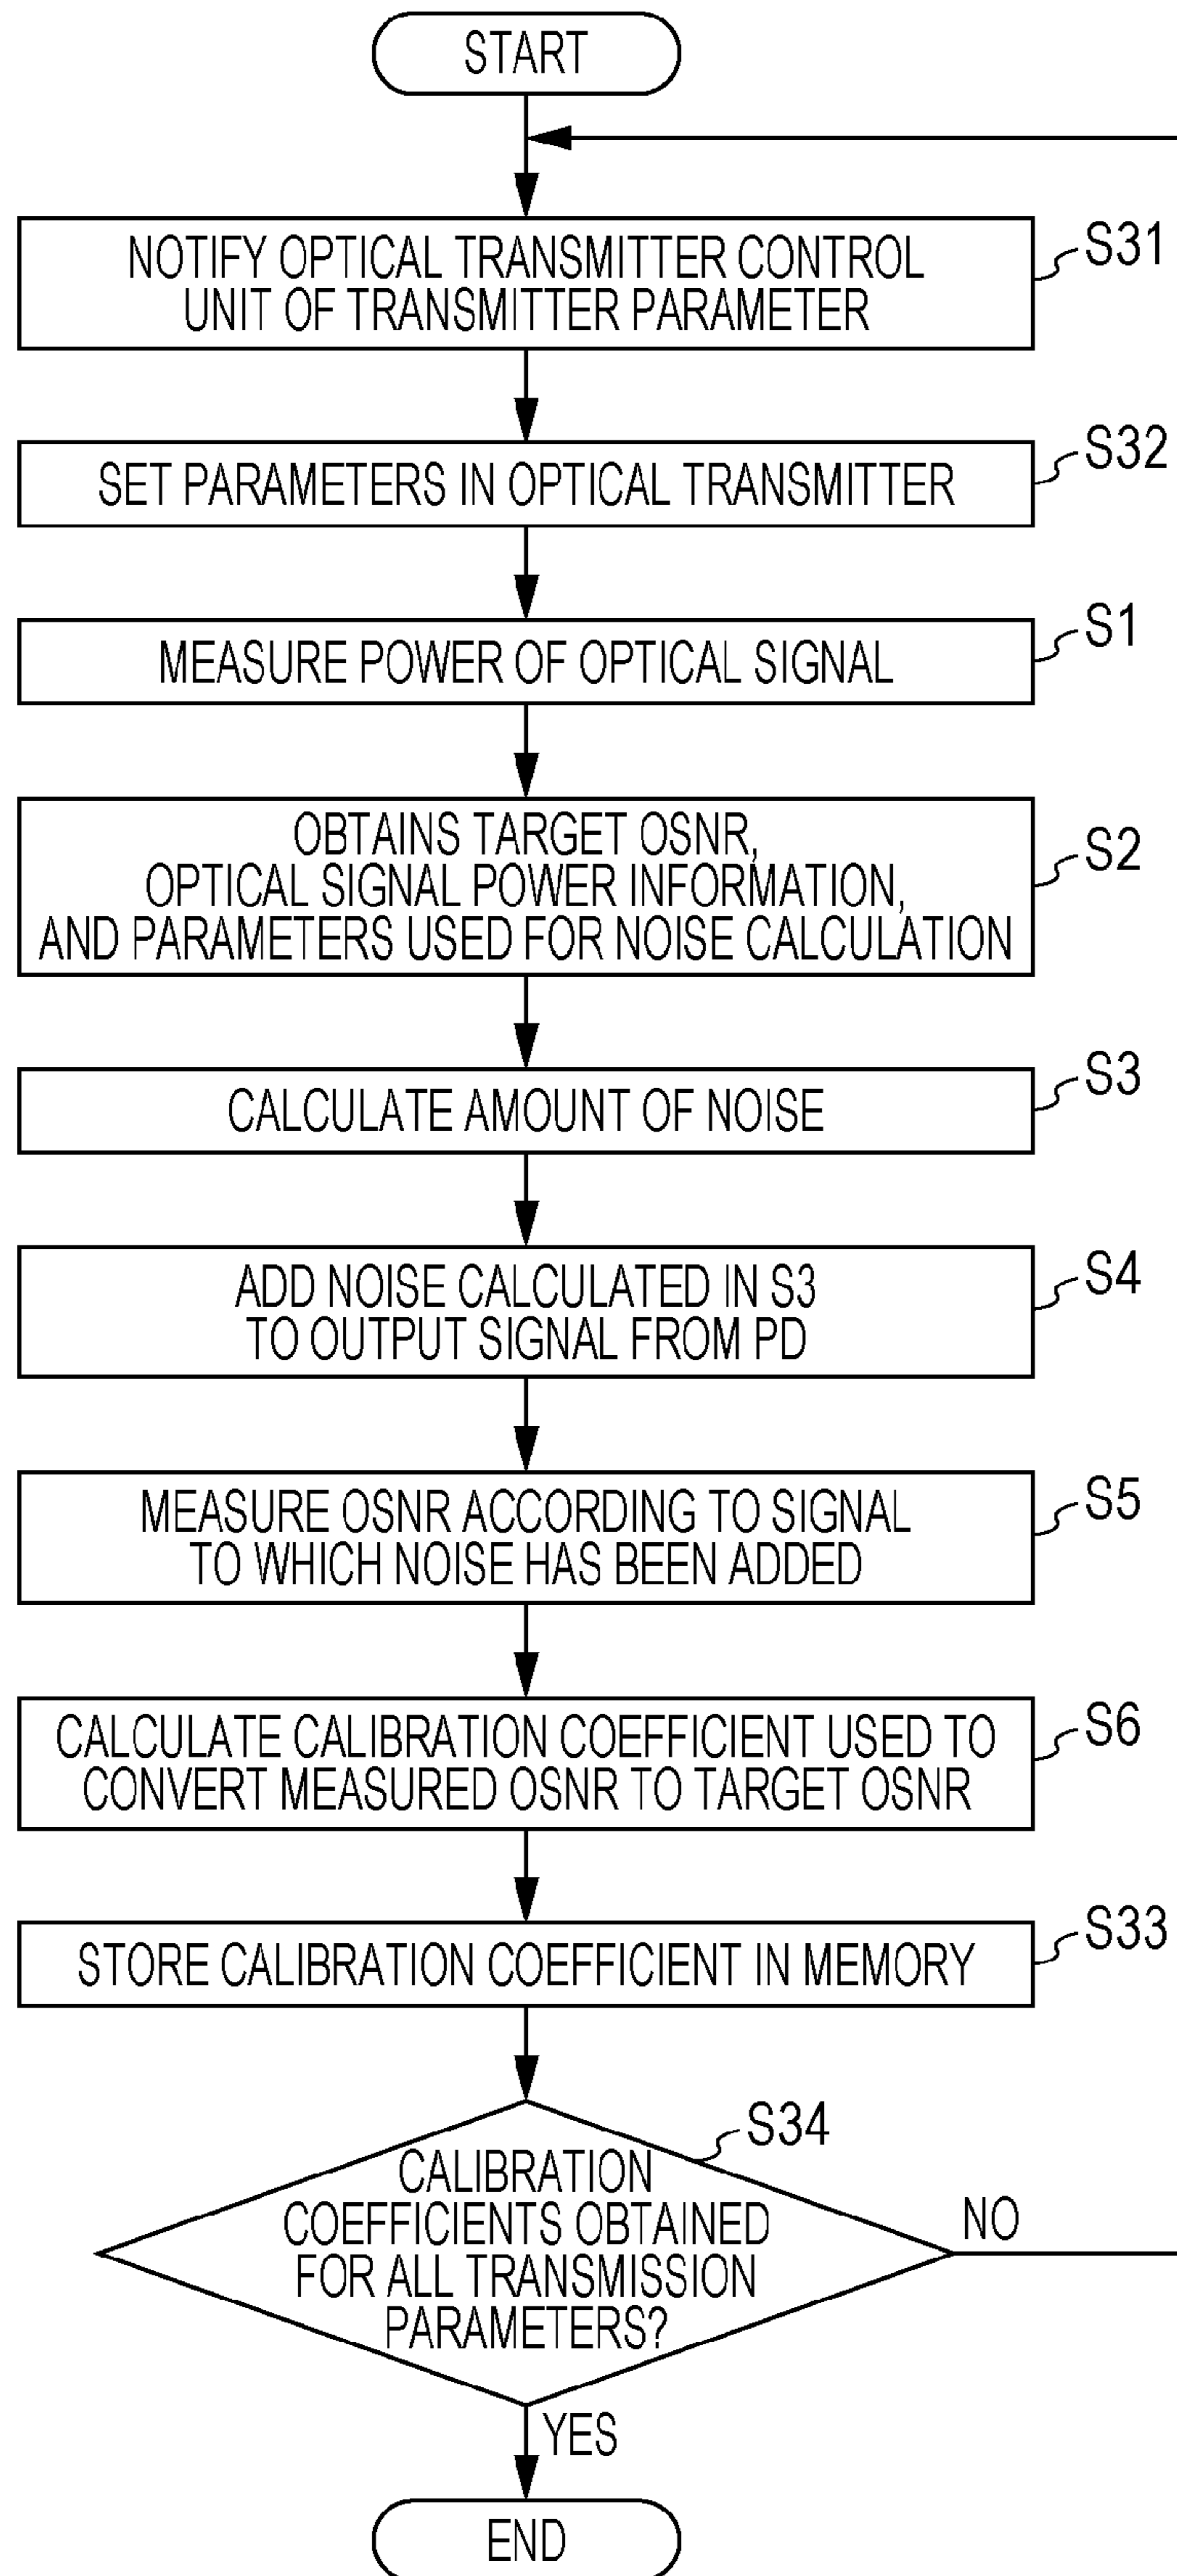 START
NOTIFY OPTICAL TRANSMITTER CONTROL
UNIT OF TRANSMITTER PARAMETER
S31
SET PARAMETERS IN OPTICAL TRANSMITTER
S32
MEASURE POWER OF OPTICAL SIGNAL
S1
OBTAINS TARGET OSNR,
OPTICAL SIGNAL POWER INFORMATION,
AND PARAMETERS USED FOR NOISE CALCULATION
S2
CALCULATE AMOUNT OF NOISE
S3
ADD NOISE CALCULATED IN S3
TO OUTPUT SIGNAL FROM PD
S4
MEASURE OSNR ACCORDING TO SIGNAL
TO WHICH NOISE HAS BEEN ADDED
S5
CALCULATE CALIBRATION COEFFICIENT USED TO
CONVERT MEASURED OSNR TO TARGET OSNR
S6
STORE CALIBRATION COEFFICIENT IN MEMORY
S33
S34
CALIBRATION
COEFFICIENTS OBTAINED
FOR ALL TRANSMISSION
PARAMETERS?
NO
YES
END